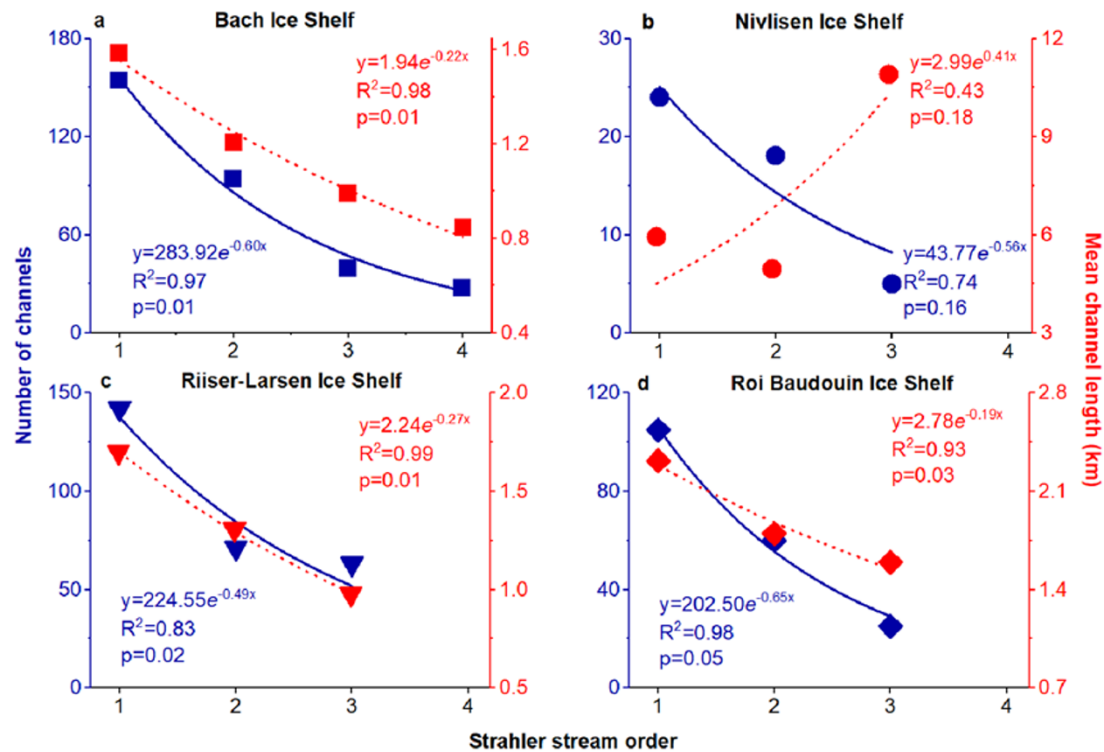 a Bach Ice Shelf
180
120
60
0
1.6
1.2
0.8
0.4
y=1.94e^-0.22x
R²=0.98
p=0.01
y=283.92e^-0.60x
R²=0.97
p=0.01
1 2 3 4
b Nivlisen Ice Shelf
30
20
10
0
12
9
6
3
y=2.99e^0.41x
R²=0.43
p=0.18
y=43.77e^-0.56x
R²=0.74
p=0.16
1 2 3 4
Number of channels
Mean channel length (km)
c Riiser-Larsen Ice Shelf
150
100
50
0
2.0
1.5
1.0
0.5
y=2.24e^-0.27x
R²=0.99
p=0.01
y=224.55e^-0.49x
R²=0.83
p=0.02
1 2 3 4
d Roi Baudouin Ice Shelf
120
80
40
0
2.8
2.1
1.4
0.7
y=2.78e^-0.19x
R²=0.93
p=0.03
y=202.50e^-0.65x
R²=0.98
p=0.05
1 2 3 4
Strahler stream order